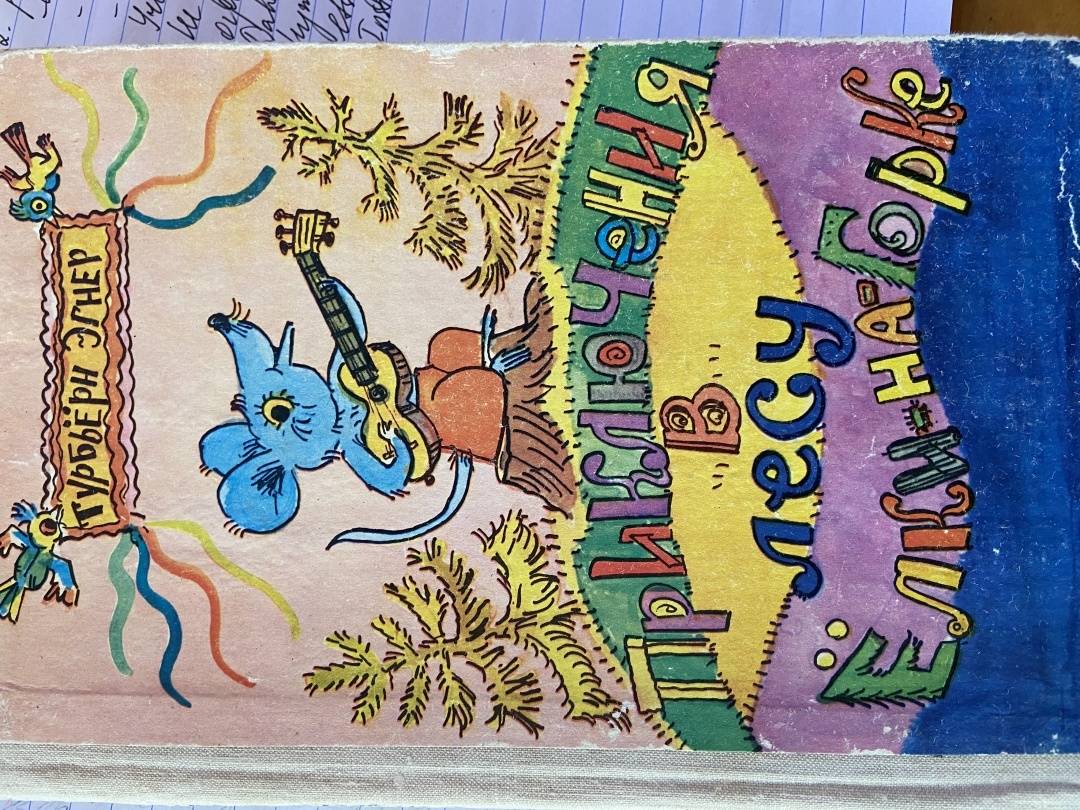 ТУРБЬЁРН ЭГНЕР
Приключения
в
лесу
Ёлки-на-Горке